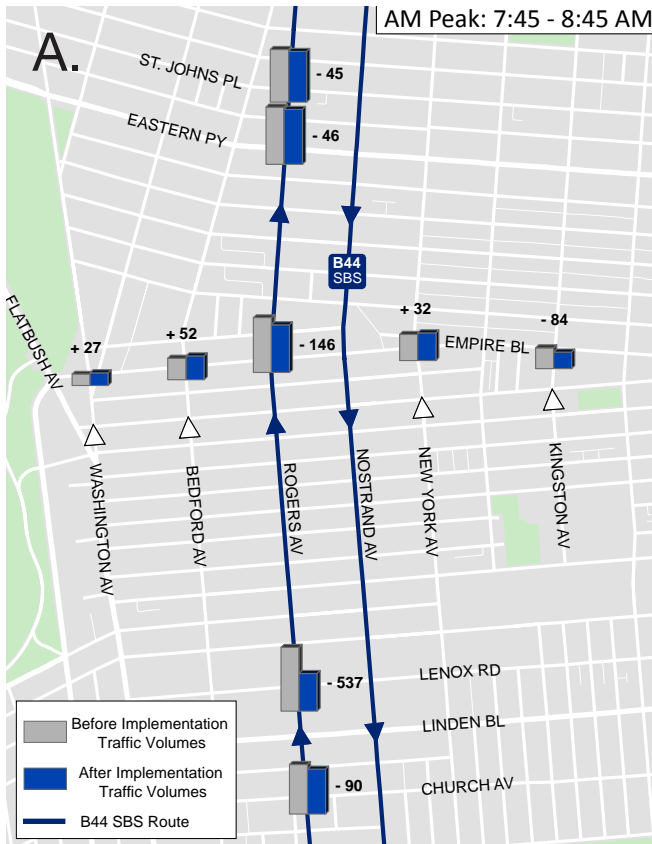 AM Peak: 7:45 - 8:45 AM
A.
ST. JOHNS PL
- 45
EASTERN PY
- 46
B44
SBS
FLATBUSH AV
+ 27
+ 52
- 146
+ 32
EMPIRE BL
- 84
WASHINGTON AV
BEDFORD AV
ROGERS AV
NOSTRAND AV
NEW YORK AV
KINGSTON AV
- 537
LENOX RD
LINDEN BL
- 90
CHURCH AV
Before Implementation
Traffic Volumes
After Implementation
Traffic Volumes
B44 SBS Route